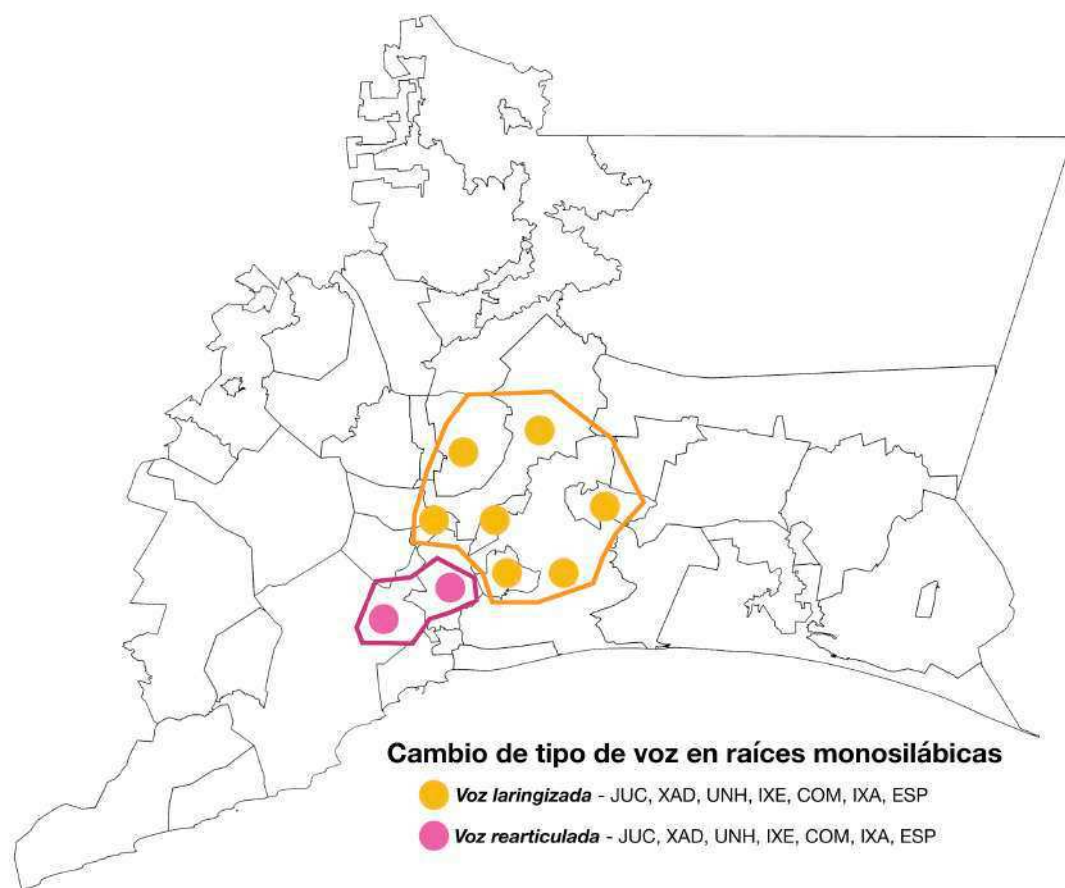 Cambio de tipo de voz en raíces monosilábicas
Voz laringizada - JUC, XAD, UNH, IXE, COM, IXA, ESP
Voz rearticulada - JUC, XAD, UNH, IXE, COM, IXA, ESP